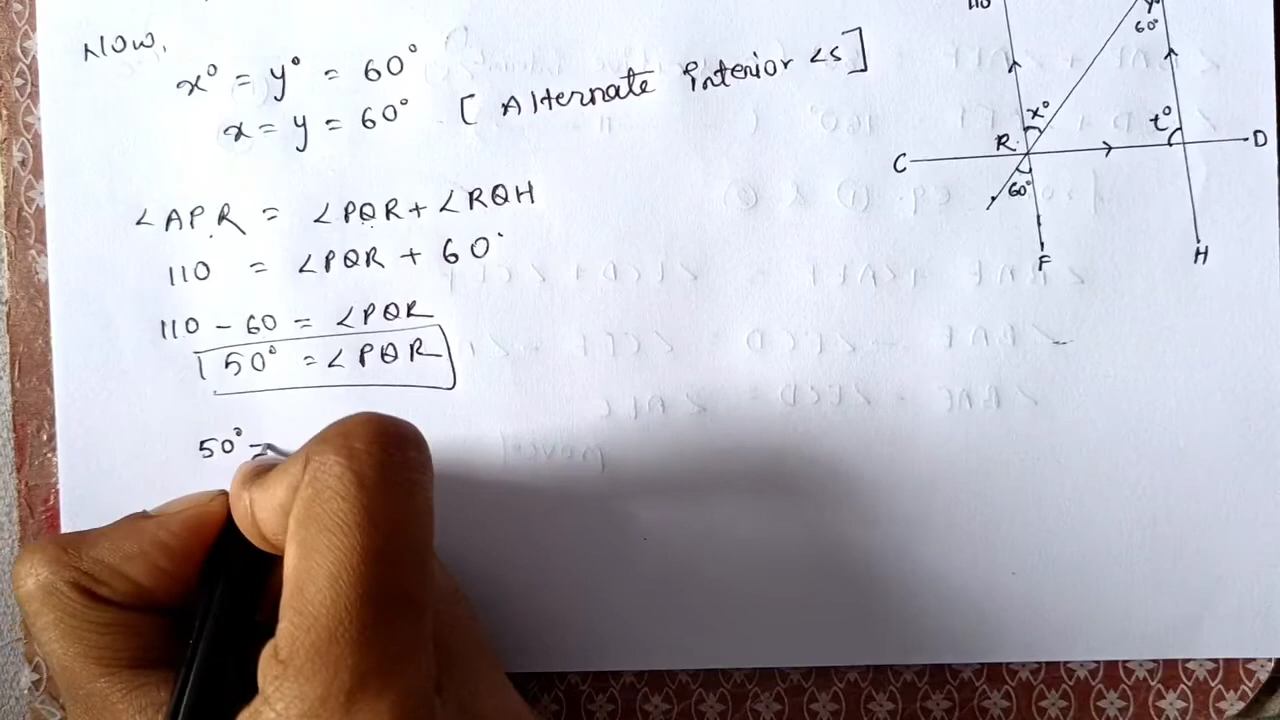 Now,
x° = y° = 60°
x = y = 60° [Alternate Interior ∠s]
∠APR = ∠PQR + ∠RQH
110 = ∠PQR + 60°
110 - 60 = ∠PQR
50° = ∠PQR
50° =
110
y°
60°
x°
t°
R
C
D
60°
F
H